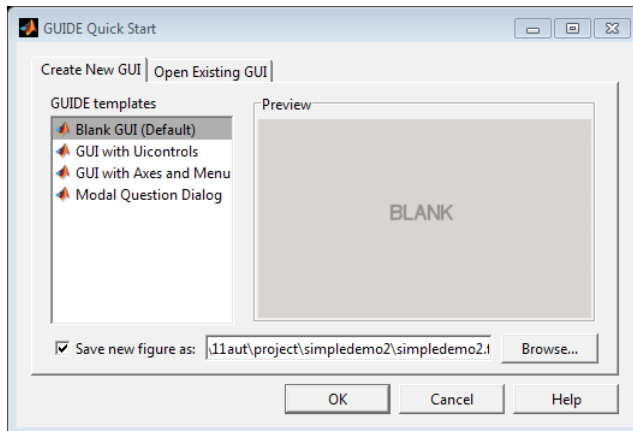 GUIDE Quick Start
Create New GUI
Open Existing GUI
GUIDE templates
Blank GUI (Default)
GUI with Uicontrols
GUI with Axes and Menu
Modal Question Dialog
Preview
BLANK
Save new figure as:
\11aut\project\simpledemo2\simpledemo2.f
Browse...
OK
Cancel
Help